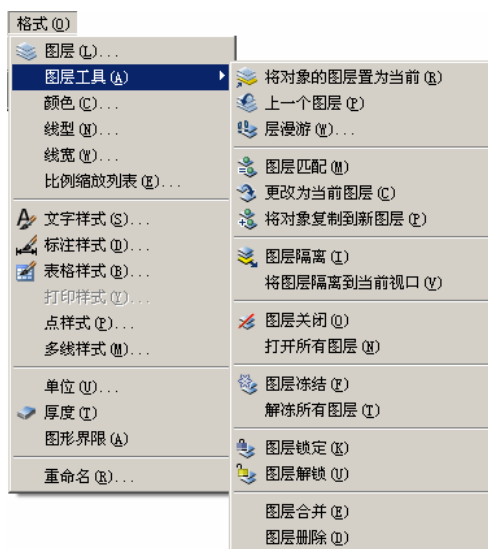 格式(O)
图层(L)...
图层工具(A)
颜色(C)...
线型(N)...
线宽(W)...
比例缩放列表(E)...
文字样式(S)...
标注样式(D)...
表格样式(B)...
打印样式(Y)...
点样式(P)...
多线样式(M)...
单位(U)...
厚度(T)
图形界限(A)
重命名(R)...
将对象的图层置为当前(R)
上一个图层(P)
层漫游(W)...
图层匹配(M)
更改为当前图层(C)
将对象复制到新图层(P)
图层隔离(I)
将图层隔离到当前视口(V)
图层关闭(O)
打开所有图层(N)
图层冻结(F)
解冻所有图层(T)
图层锁定(K)
图层解锁(U)
图层合并(E)
图层删除(D)